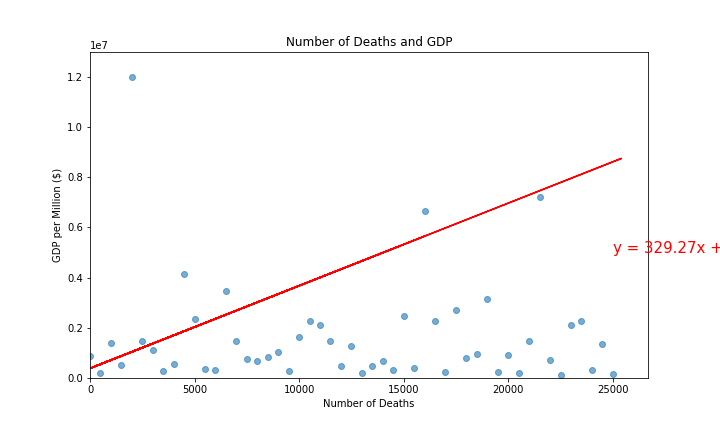 Number of Deaths and GDP
1e7
1.2
1.0
0.8
0.6
0.4
0.2
0.0
GDP per Million ($)
y = 329.27x +
0
5000
10000
15000
20000
25000
Number of Deaths